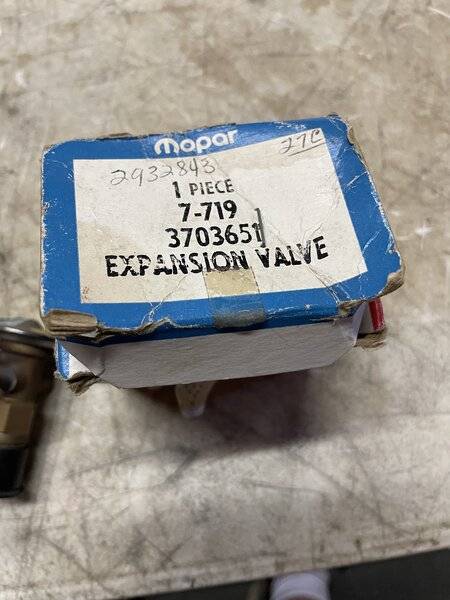 mopar
27C
2932843
1 PIECE
7-719
3703651
EXPANSION VALVE